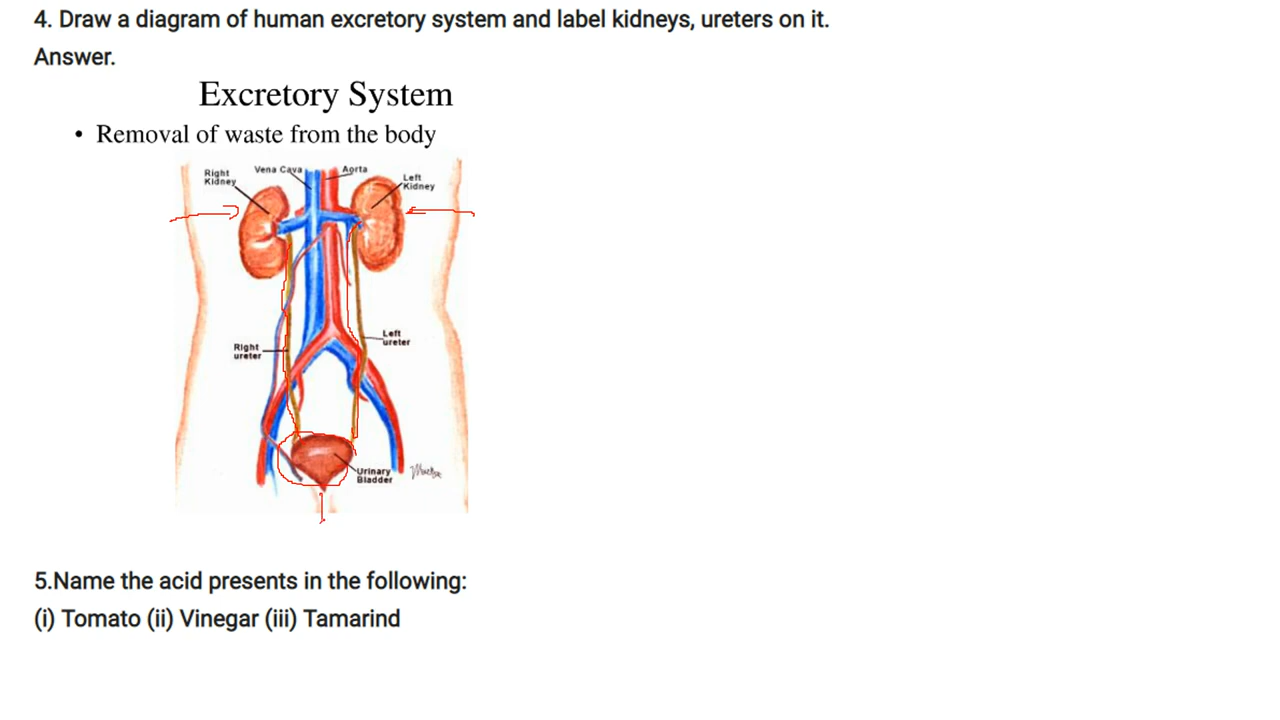 4. Draw a diagram of human excretory system and label kidneys, ureters on it.
Answer.
Excretory System
• Removal of waste from the body
Right
Kidney
Vena Cava
Aorta
Left
Kidney
Left
ureter
Right
ureter
Urinary
Bladder
5.Name the acid presents in the following:
(i) Tomato (ii) Vinegar (iii) Tamarind